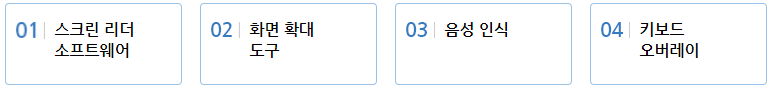 01 스크린 리더
소프트웨어
02 화면 확대
도구
03 음성 인식
04 키보드
오버레이